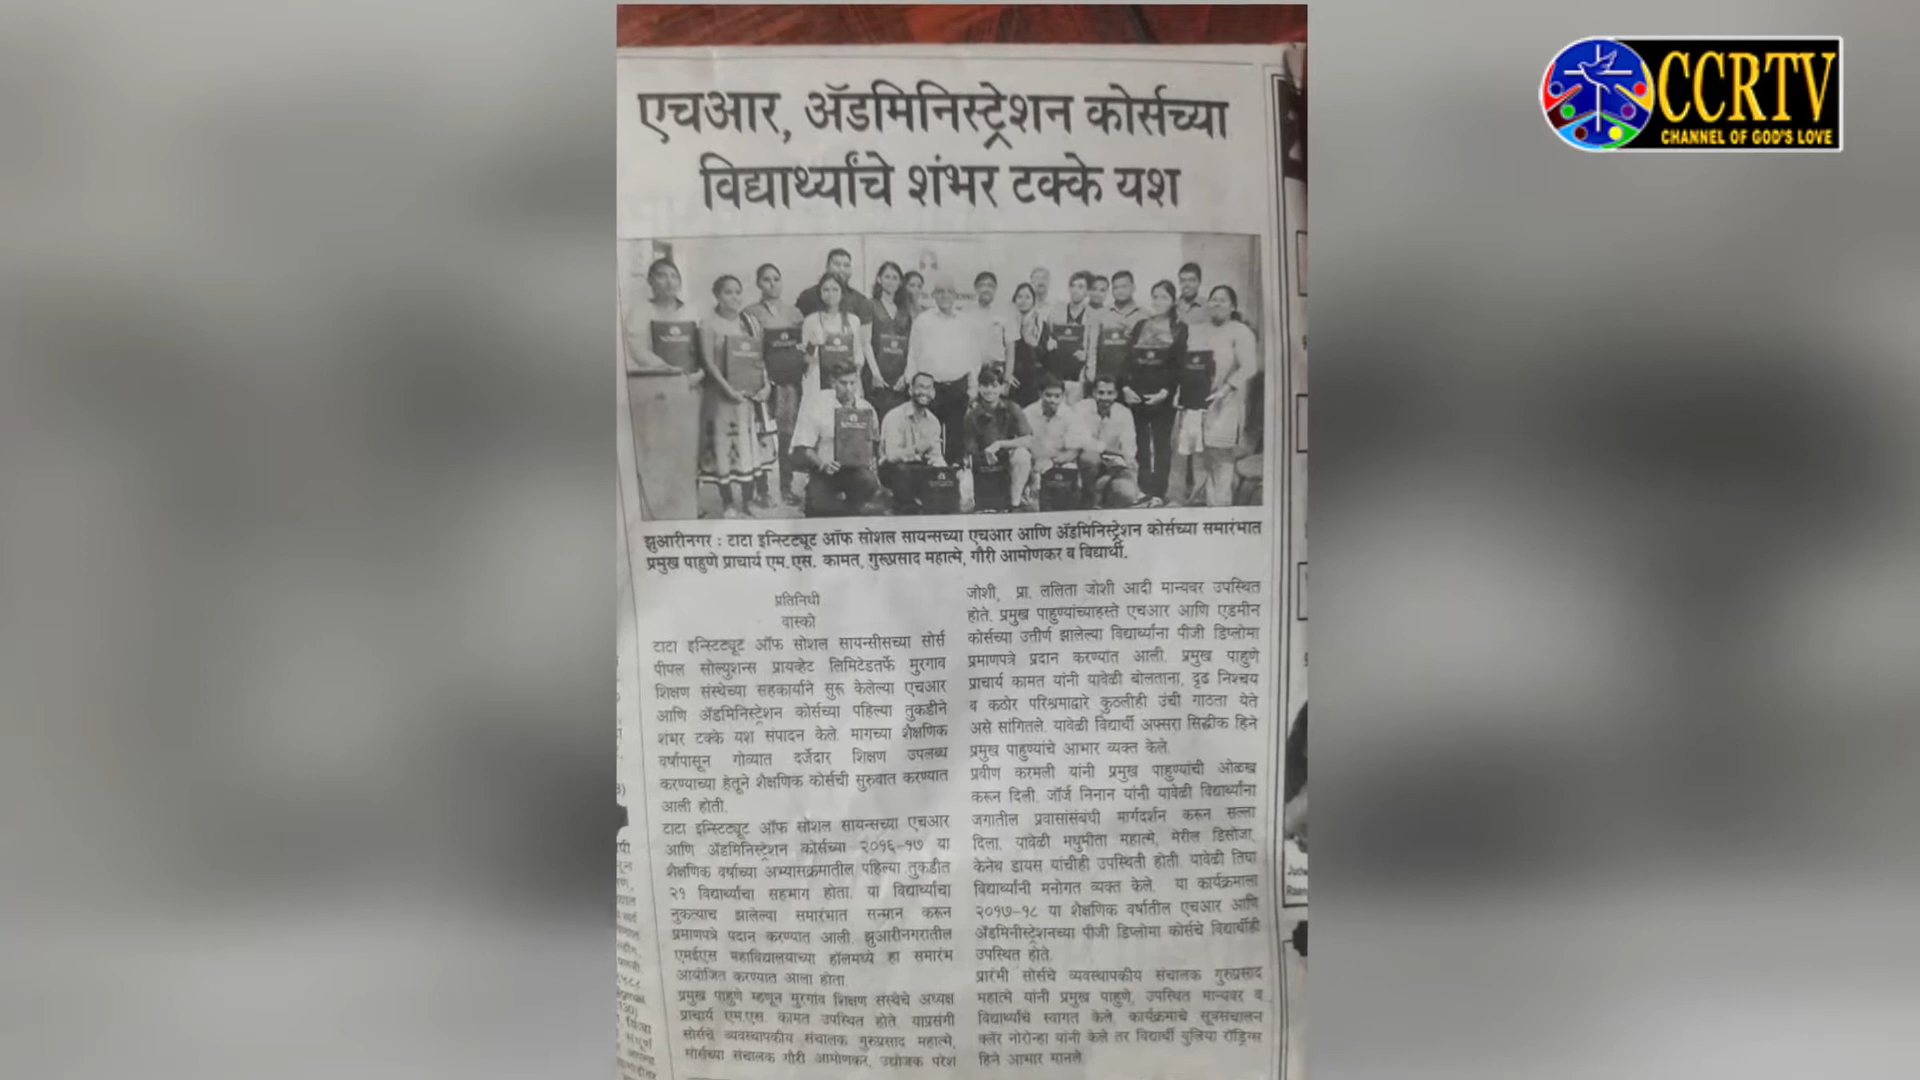 CCRTV
CHANNEL OF GOD'S LOVE
एचआर, ॲडमिनिस्ट्रेशन कोर्सच्या
विद्यार्थ्यांचे शंभर टक्के यश
झुआरीनगर : टाटा इन्स्टिट्यूट ऑफ सोशल सायन्सच्या एचआर आणि ॲडमिनिस्ट्रेशन कोर्सच्या समारंभात
प्रमुख पाहुणे प्राचार्य एम.एस. कामत, गुरुप्रसाद महात्मे, गौरी आमोणकर व विद्यार्थी.
प्रतिनिधी
वास्को
टाटा इन्स्टिट्यूट ऑफ सोशल सायन्सीसच्या सोर्स
पीपल सोल्युशन्स प्रायव्हेट लिमिटेडतर्फे मुरगाव
शिक्षण संस्थेच्या सहकार्याने सुरू केलेल्या एचआर
आणि ॲडमिनिस्ट्रेशन कोर्सच्या पहिल्या तुकडीने
शंभर टक्के यश संपादन केले. मागच्या शैक्षणिक
वर्षापासून गोव्यात दर्जेदार शिक्षण उपलब्ध
करण्याच्या हेतूने शैक्षणिक कोर्सची सुरुवात करण्यात
आली होती.
टाटा इन्स्टिट्यूट ऑफ सोशल सायन्सच्या एचआर
आणि ॲडमिनिस्ट्रेशन कोर्सच्या २०१६-१७ या
शैक्षणिक वर्षाच्या अभ्यासक्रमातील पहिल्या तुकडीत
२१ विद्यार्थ्यांचा सहभाग होता. या विद्यार्थ्यांचा
नुकत्याच झालेल्या समारंभात सन्मान करून
प्रमाणपत्रे पदान करण्यात आली. झुआरीनगरातील
एमईएस महाविद्यालयाच्या हॉलमध्ये हा समारंभ
आयोजित करण्यात आला होता.
प्रमुख पाहुणे म्हणून मुरगांव शिक्षण संस्थेचे अध्यक्ष
प्राचार्य एम.एस. कामत उपस्थित होते. याप्रसंगी
सोर्सचे व्यवस्थापकीय संचालक गुरुप्रसाद महात्मे,
सोर्सच्या संचालक गौरी आमोणकर, उद्योजक परेश
जोशी, प्रा. ललिता जोशी आदी मान्यवर उपस्थित
होते. प्रमुख पाहुण्यांच्याहस्ते एचआर आणि एडमीन
कोर्सच्या उत्तीर्ण झालेल्या विद्यार्थ्यांना पीजी डिप्लोमा
प्रमाणपत्रे प्रदान करण्यांत आली. प्रमुख पाहुणे
प्राचार्य कामत यांनी यावेळी बोलताना, दृढ निश्चय
व कठोर परिश्रमाद्वारे कुठलीही उंची गाठता येते
असे सांगितले. यावेळी विद्यार्थी अफ्सरा सिद्धीक हिने
प्रमुख पाहुण्यांचे आभार व्यक्त केले.
प्रवीण करमली यांनी प्रमुख पाहुण्यांची ओळख
करून दिली. जॉर्ज निनान यांनी यावेळी विद्यार्थ्यांना
जगातील प्रवासांसंबंधी मार्गदर्शन करून सल्ला
दिला. यावेळी मधुमीता महात्मे, मेरील डिसोजा,
केनेथ डायस यांचीही उपस्थिती होती. यावेळी तिघा
विद्यार्थ्यांनी मनोगत व्यक्त केले. या कार्यक्रमाला
२०१७-१८ या शैक्षणिक वर्षातील एचआर आणि
ॲडमिनीस्ट्रेशनच्या पीजी डिप्लोमा कोर्सचे विद्यार्थीही
उपस्थित होते.
प्रारंभी सोर्सचे व्यवस्थापकीय संचालक गुरुप्रसाद
महात्मे यांनी प्रमुख पाहुणे, उपस्थित मान्यवर व
विद्यार्थ्यांचे स्वागत केले. कार्यक्रमाचे सूत्रसंचालन
क्लॅर नोरोन्हा यांनी केले तर विद्यार्थी युलिया रॉड्रिग्स
हिने आभार मानले